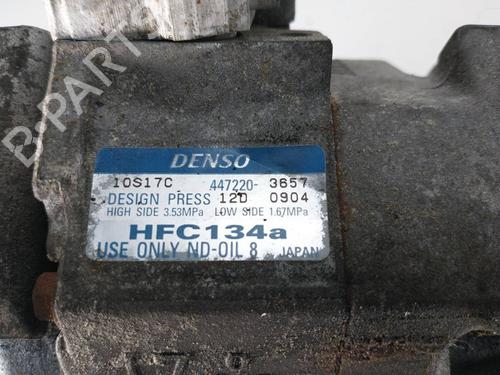 DENSO
10S17C 447220-3657
DESIGN PRESS 12D 0904
HIGH SIDE 3.53MPa LOW SIDE 1.67MPa
HFC134a
USE ONLY ND-OIL 8 JAPAN
B-PARTS